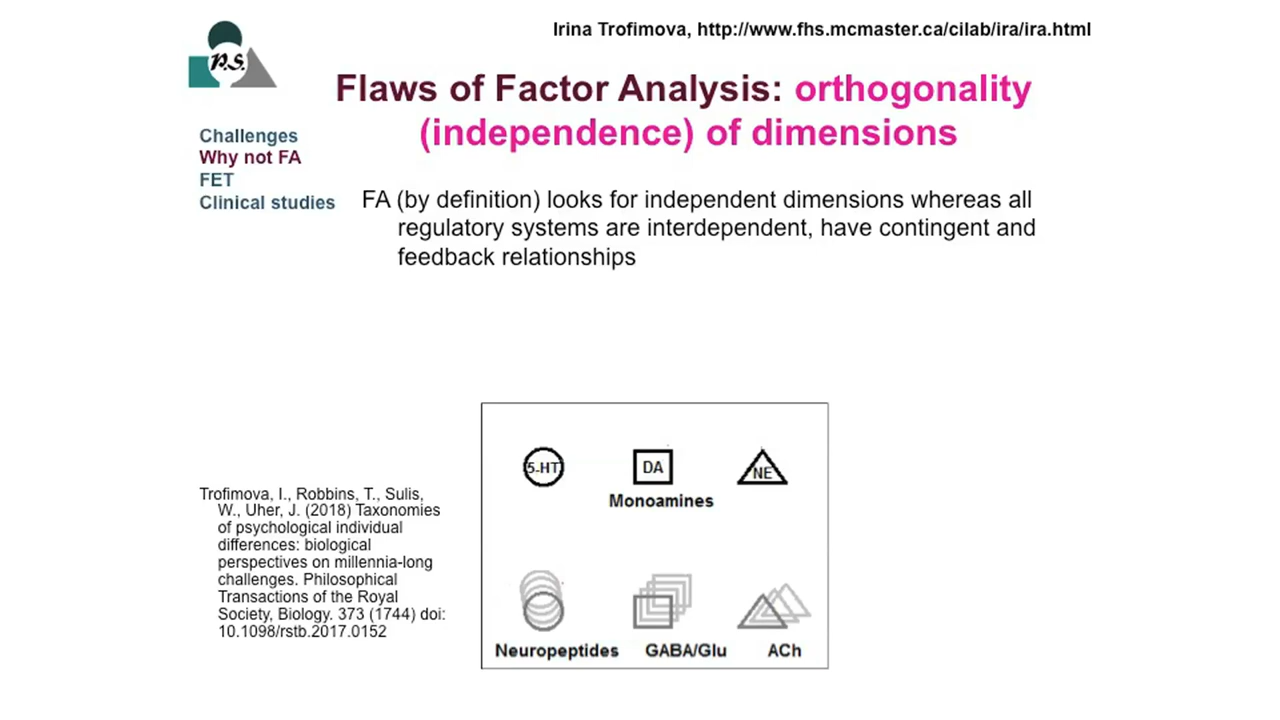 Irina Trofimova, http://www.fhs.mcmaster.ca/cilab/ira/ira.html
P.S.
Flaws of Factor Analysis: orthogonality
(independence) of dimensions
Challenges
Why not FA
FET
Clinical studies
FA (by definition) looks for independent dimensions whereas all
regulatory systems are interdependent, have contingent and
feedback relationships
Trofimova, I., Robbins, T., Sulis,
W., Uher, J. (2018) Taxonomies
of psychological individual
differences: biological
perspectives on millennia-long
challenges. Philosophical
Transactions of the Royal
Society, Biology. 373 (1744) doi:
10.1098/rstb.2017.0152
5-HT
DA
NE
Monoamines
Neuropeptides
GABA/Glu
ACh